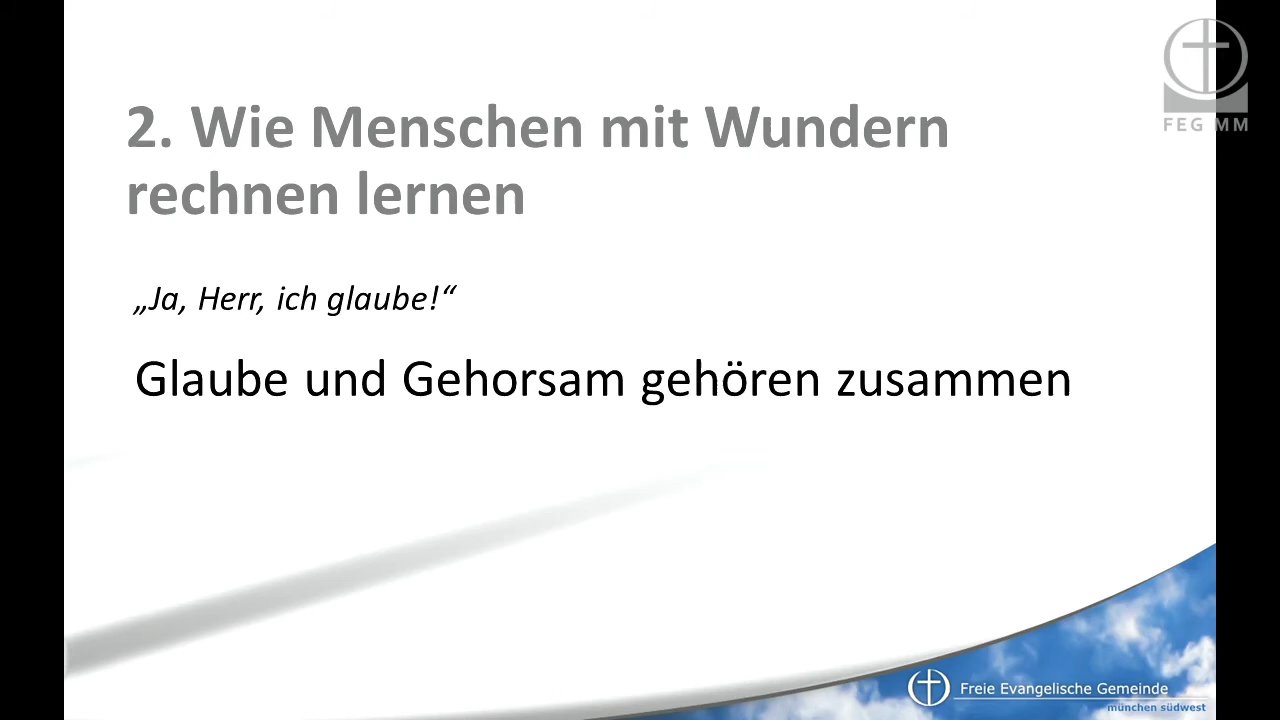 FEG MM
2. Wie Menschen mit Wundern
rechnen lernen
„Ja, Herr, ich glaube!“
Glaube und Gehorsam gehören zusammen
Freie Evangelische Gemeinde
münchen südwest